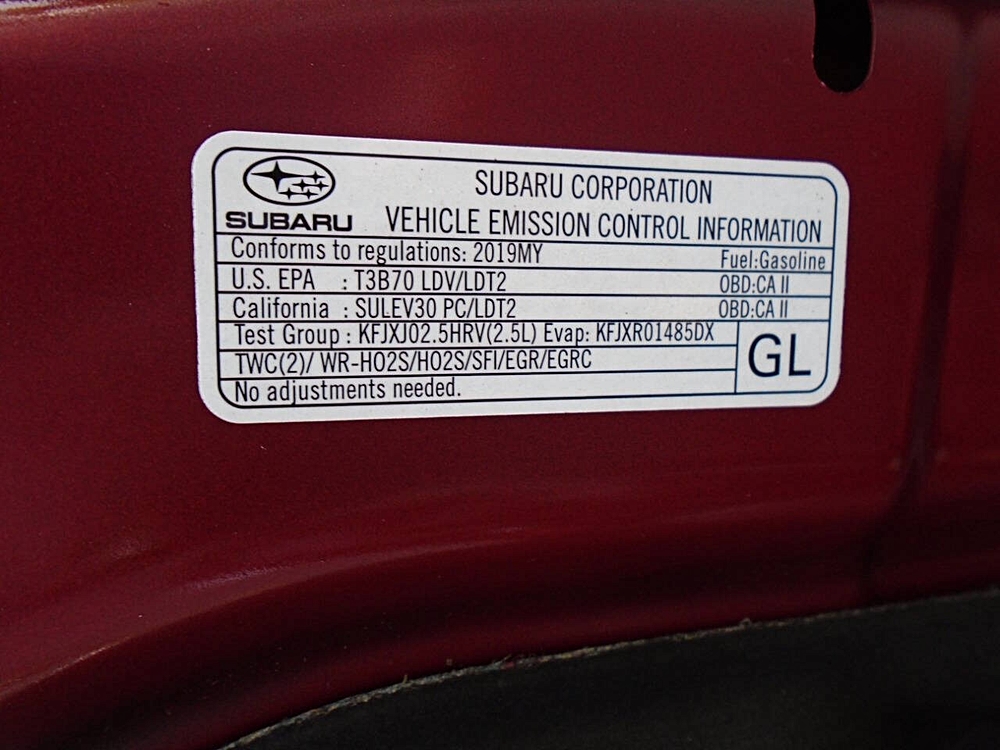 SUBARU
SUBARU CORPORATION
VEHICLE EMISSION CONTROL INFORMATION
Conforms to regulations: 2019MY Fuel:Gasoline
U.S. EPA : T3B70 LDV/LDT2 OBD:CA II
California : SULEV30 PC/LDT2 OBD:CA II
Test Group : KFJXJ02.5HRV(2.5L) Evap: KFJXR01485DX
TWC(2)/ WR-HO2S/HO2S/SFI/EGR/EGRC
GL
No adjustments needed.